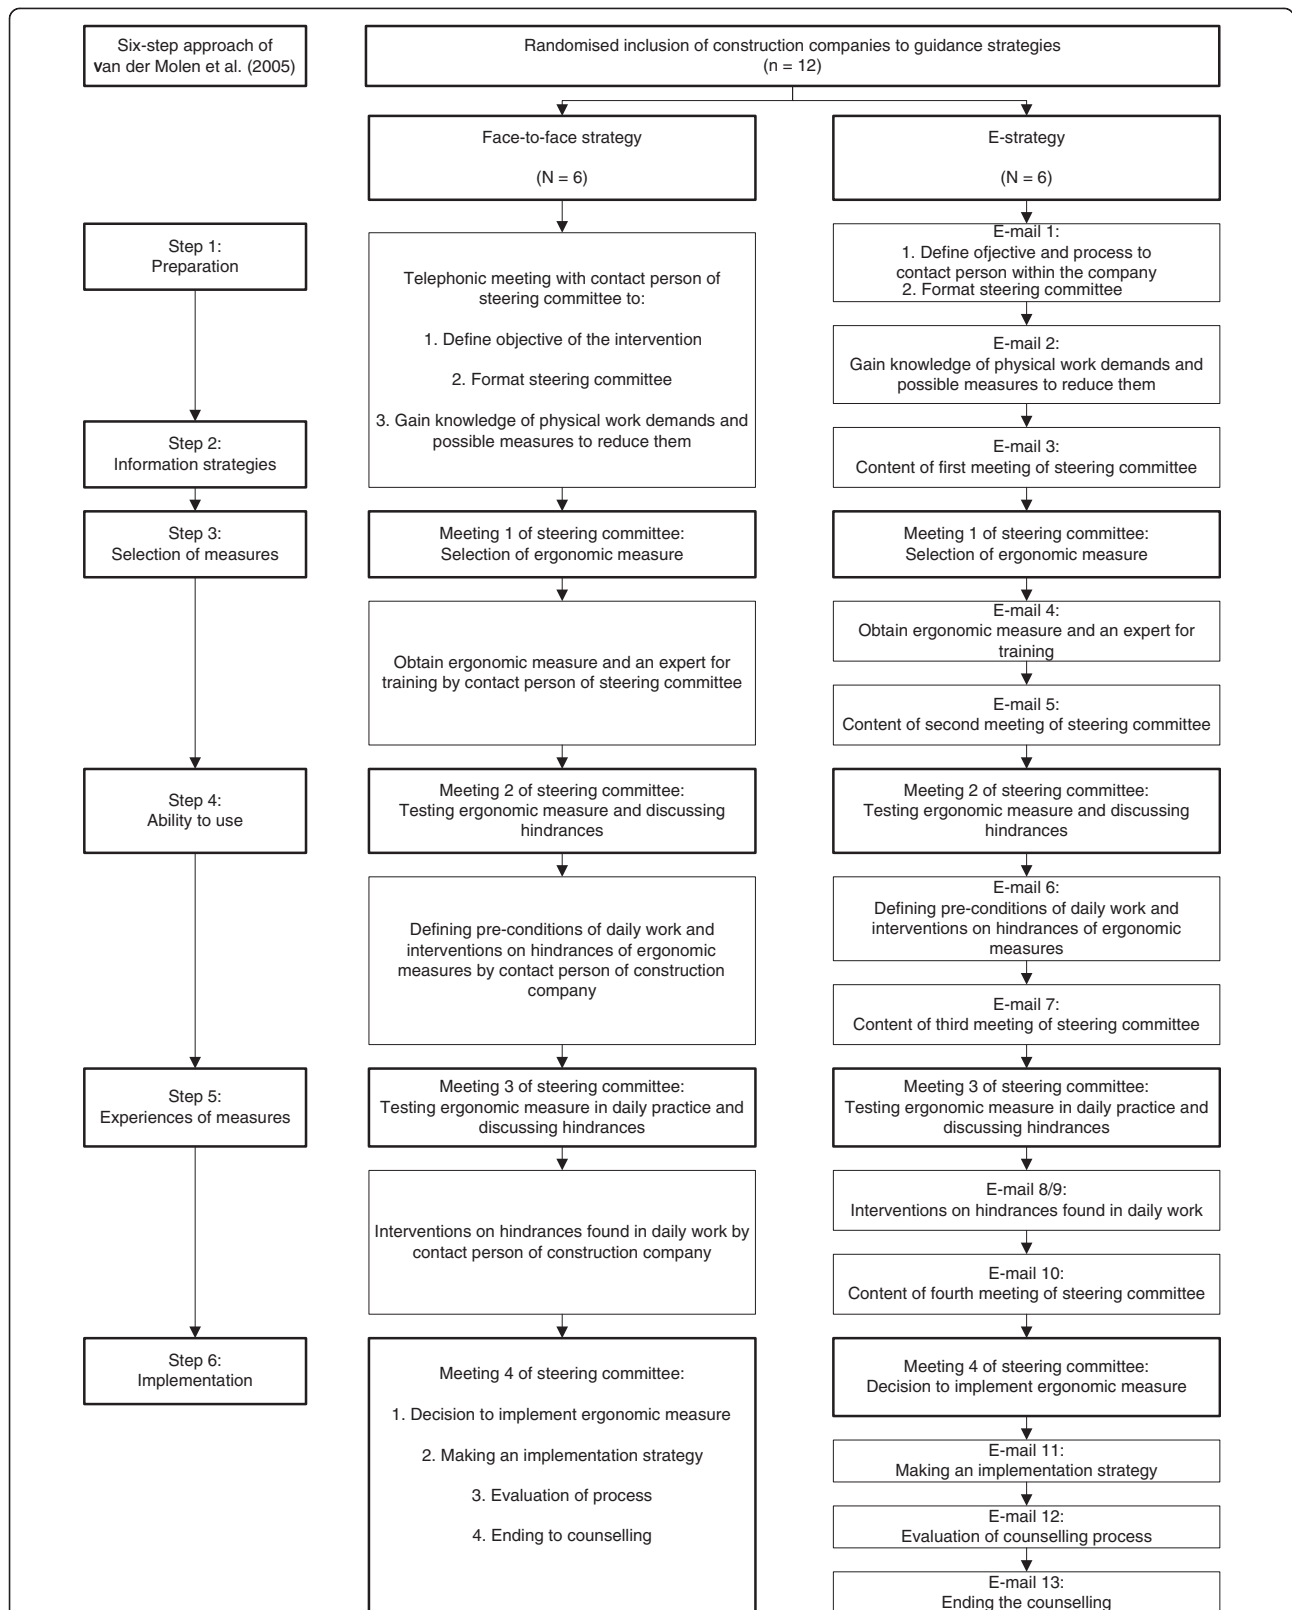 Six-step approach of
van der Molen et al. (2005)
Randomised inclusion of construction companies to guidance strategies
(n = 12)
Face-to-face strategy
(N = 6)
E-strategy
(N = 6)
Step 1:
Preparation
Telephonic meeting with contact person of
steering committee to:
1. Define objective of the intervention
2. Format steering committee
3. Gain knowledge of physical work demands and
possible measures to reduce them
E-mail 1:
1. Define ojective and process to
contact person within the company
2. Format steering committee
E-mail 2:
Gain knowledge of physical work demands and
possible measures to reduce them
Step 2:
Information strategies
E-mail 3:
Content of first meeting of steering committee
Step 3:
Selection of measures
Meeting 1 of steering committee:
Selection of ergonomic measure
Meeting 1 of steering committee:
Selection of ergonomic measure
Obtain ergonomic measure and an expert for
training by contact person of steering committee
E-mail 4:
Obtain ergonomic measure and an expert for
training
E-mail 5:
Content of second meeting of steering committee
Step 4:
Ability to use
Meeting 2 of steering committee:
Testing ergonomic measure and discussing
hindrances
Meeting 2 of steering committee:
Testing ergonomic measure and discussing
hindrances
Defining pre-conditions of daily work and
interventions on hindrances of ergonomic
measures by contact person of construction
company
E-mail 6:
Defining pre-conditions of daily work and
interventions on hindrances of ergonomic
measures
E-mail 7:
Content of third meeting of steering committee
Step 5:
Experiences of measures
Meeting 3 of steering committee:
Testing ergonomic measure in daily practice and
discussing hindrances
Meeting 3 of steering committee:
Testing ergonomic measure in daily practice and
discussing hindrances
Interventions on hindrances found in daily work by
contact person of construction company
E-mail 8/9:
Interventions on hindrances found in daily work
E-mail 10:
Content of fourth meeting of steering committee
Step 6:
Implementation
Meeting 4 of steering committee:
1. Decision to implement ergonomic measure
2. Making an implementation strategy
3. Evaluation of process
4. Ending to counselling
Meeting 4 of steering committee:
Decision to implement ergonomic measure
E-mail 11:
Making an implementation strategy
E-mail 12:
Evaluation of counselling process
E-mail 13:
Ending the counselling